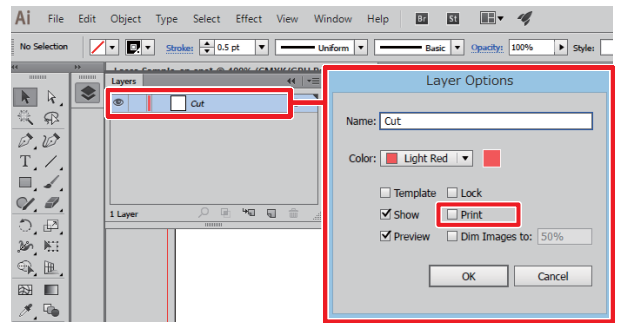 Ai File Edit Object Type Select Effect View Window Help Br St
No Selection Stroke: 0.5 pt Uniform Basic Opacity: 100% Style:
Layers
Cut
1 Layer
Layer Options
Name: Cut
Color: Light Red
Template Lock
Show Print
Preview Dim Images to: 50%
OK Cancel